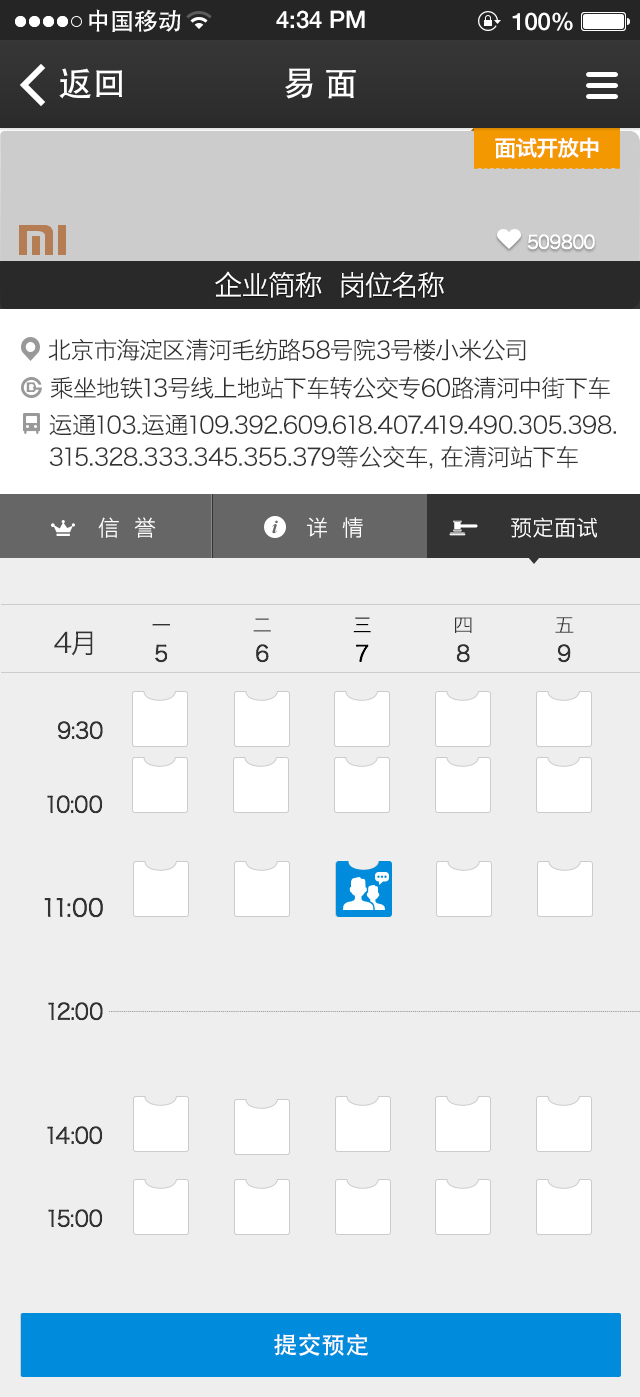 中国移动 4:34 PM 100%
返回 易 面
面试开放中
MI 509800
企业简称 岗位名称
北京市海淀区清河毛纺路58号院3号楼小米公司
乘坐地铁13号线上地站下车转公交专60路清河中街下车
运通103.运通109.392.609.618.407.419.490.305.398.
315.328.333.345.355.379等公交车, 在清河站下车
信 誉 详 情 预定面试
一 二 三 四 五
4月 5 6 7 8 9
9:30
10:00
11:00
12:00
14:00
15:00
提交预定